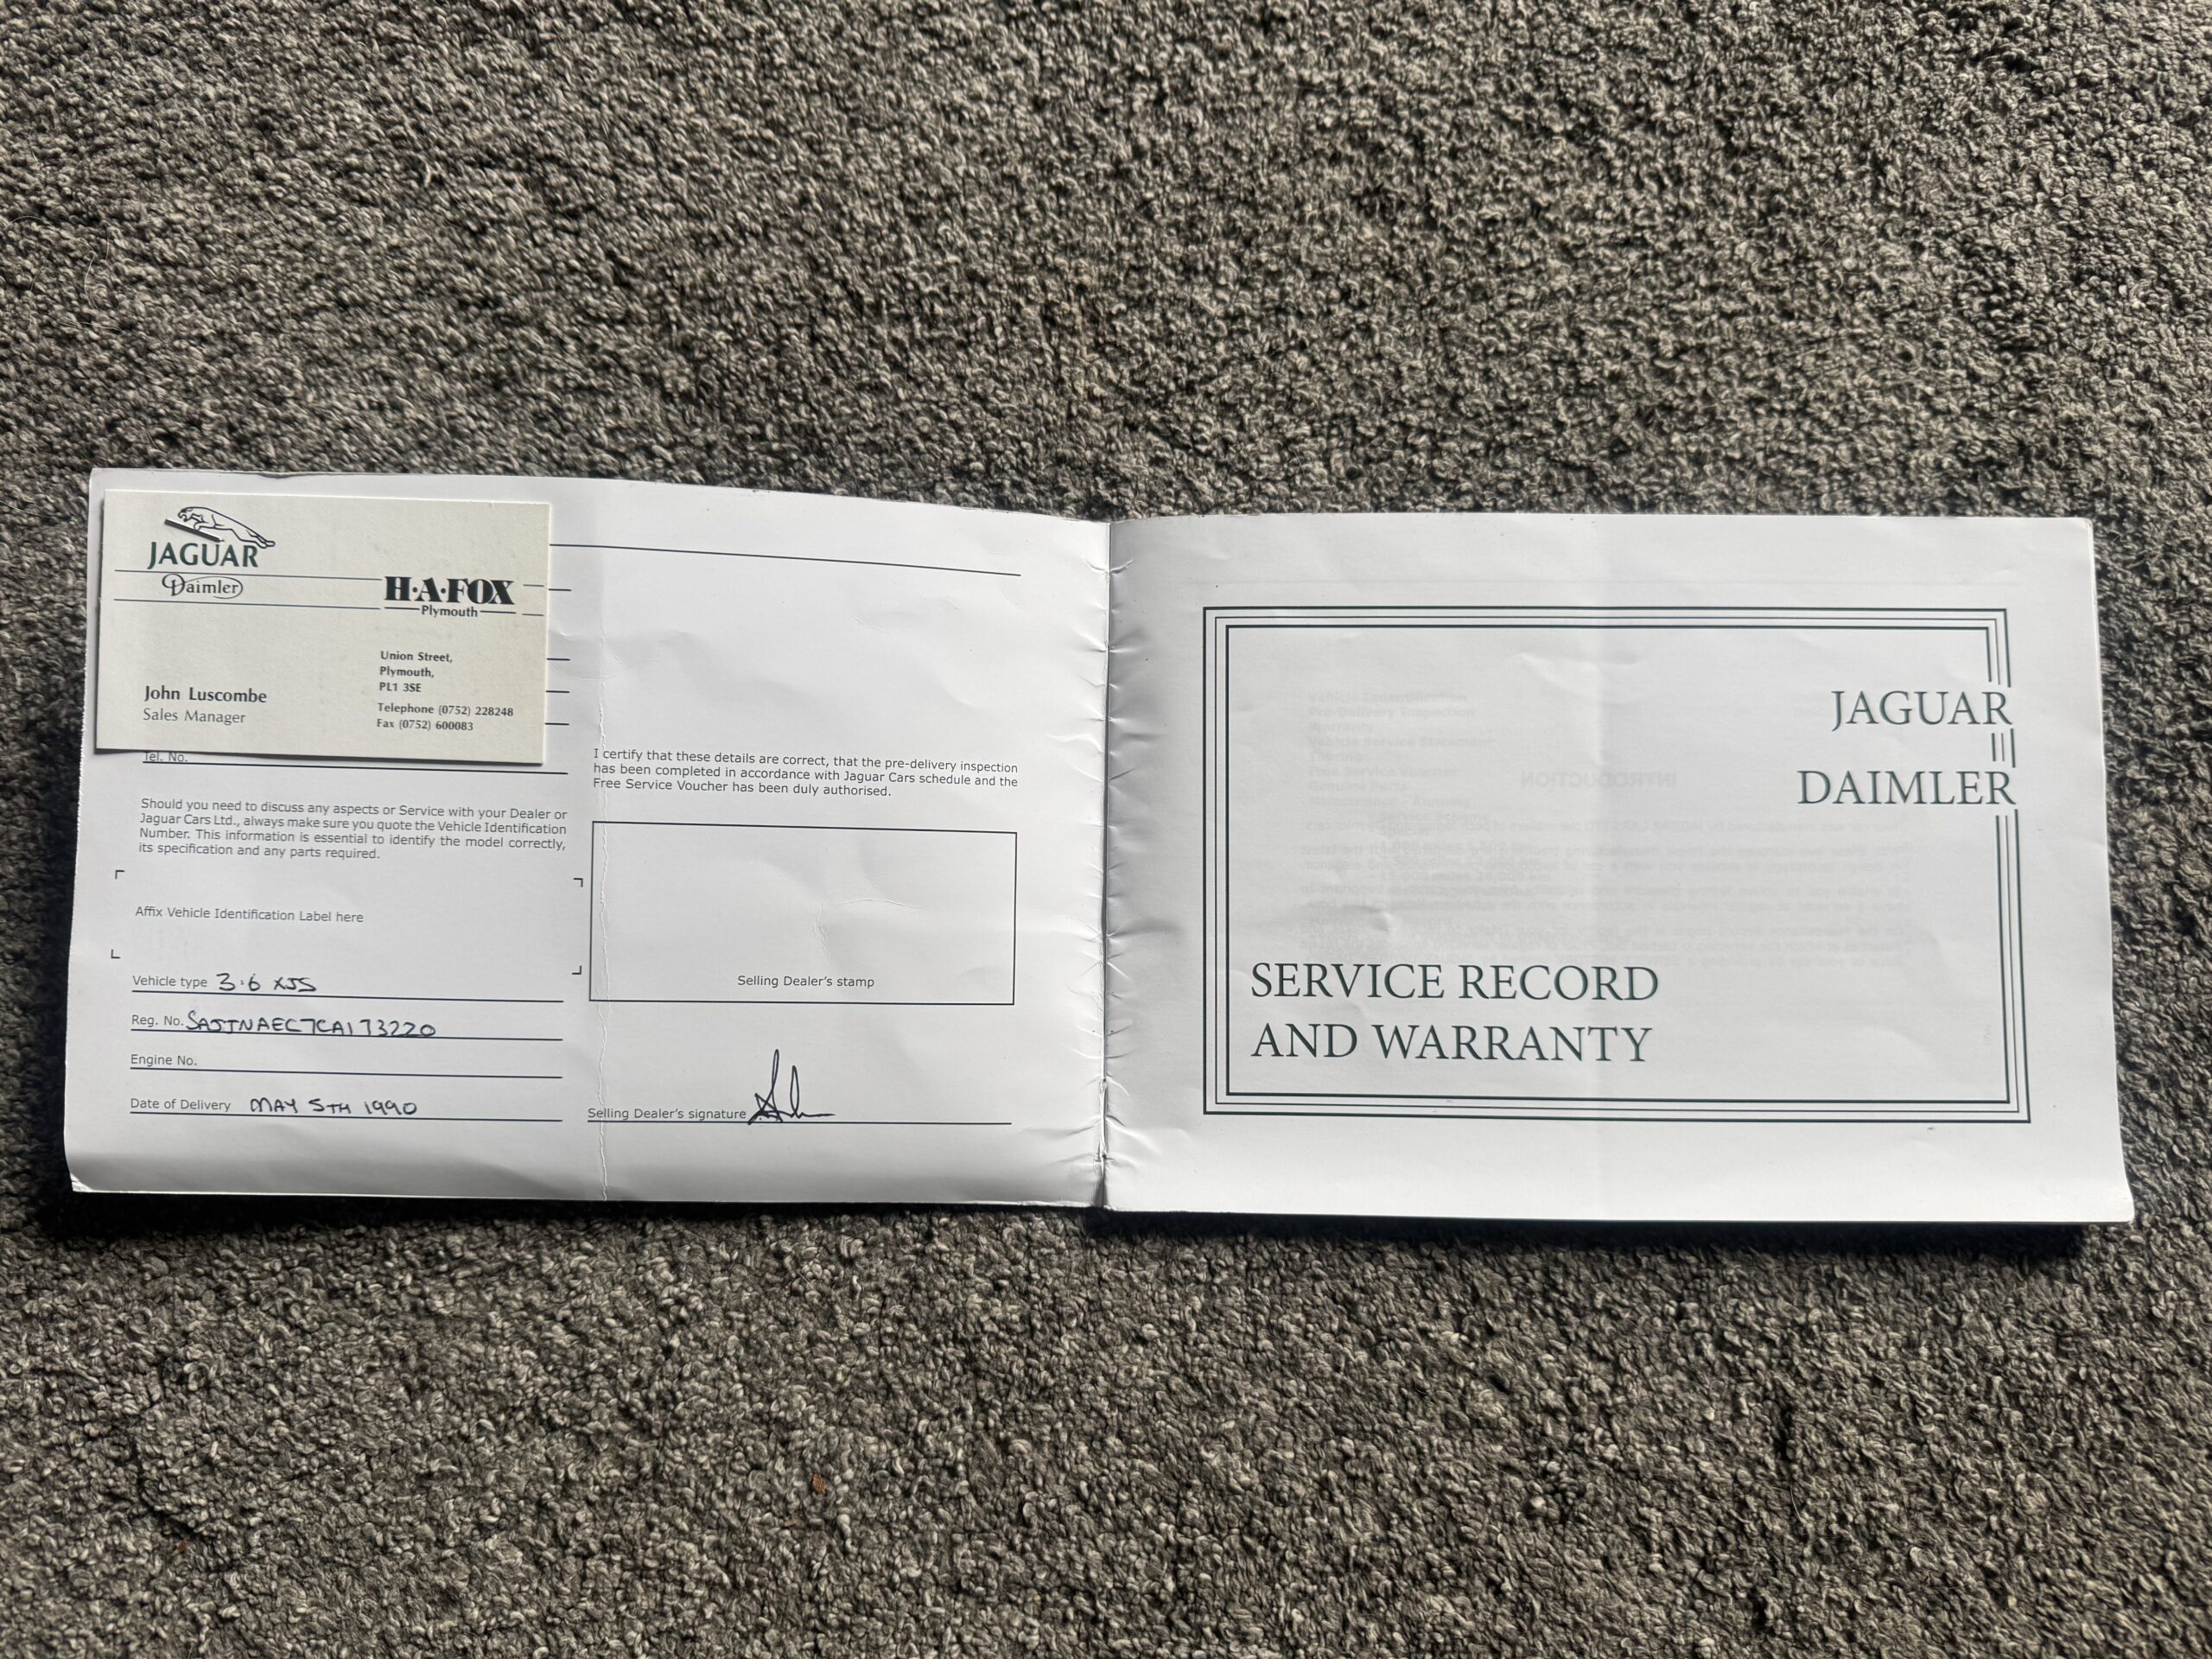 JAGUAR
Daimler
H·A·FOX
Plymouth
Union Street,
Plymouth,
PL1 3SE
John Luscombe
Sales Manager
Telephone (0752) 228248
Fax (0752) 600083
Tel. No.
Should you need to discuss any aspects or Service with your Dealer or
Jaguar Cars Ltd., always make sure you quote the Vehicle Identification
Number. This information is essential to identify the model correctly,
its specification and any parts required.
Affix Vehicle Identification Label here
Vehicle type 3.6 XJS
Reg. No. SAJJNAEC7CA173220
Engine No.
Date of Delivery MAY 5TH 1990
I certify that these details are correct, that the pre-delivery inspection
has been completed in accordance with Jaguar Cars schedule and the
Free Service Voucher has been duly authorised.
Selling Dealer's stamp
Selling Dealer's signature
JAGUAR
DAIMLER
SERVICE RECORD
AND WARRANTY